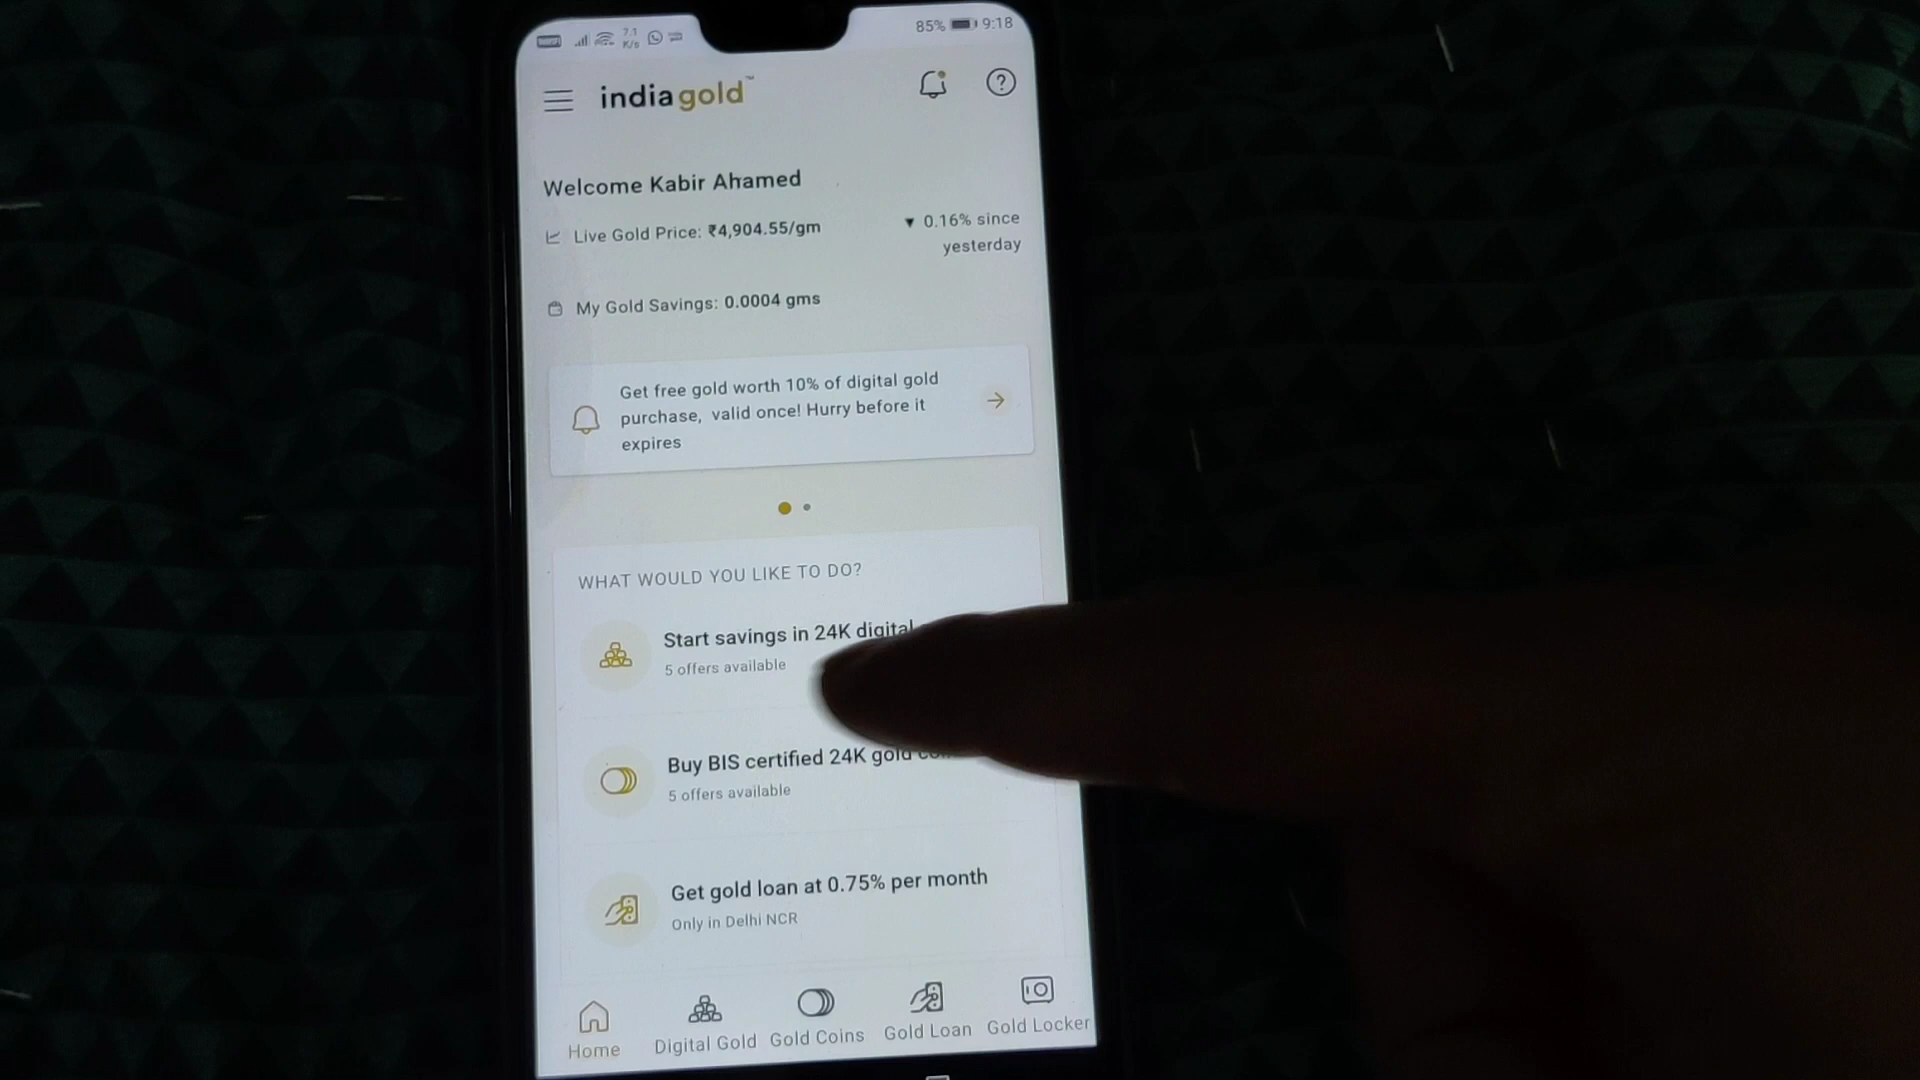 7.1
K/s
85% 9:18
indiagold™
Welcome Kabir Ahamed
Live Gold Price: ₹4,904.55/gm
▼ 0.16% since
yesterday
My Gold Savings: 0.0004 gms
Get free gold worth 10% of digital gold
purchase, valid once! Hurry before it
expires
WHAT WOULD YOU LIKE TO DO?
Start savings in 24K digital
5 offers available
Buy BIS certified 24K gold
5 offers available
Get gold loan at 0.75% per month
Only in Delhi NCR
Home Digital Gold Gold Coins Gold Loan Gold Locker